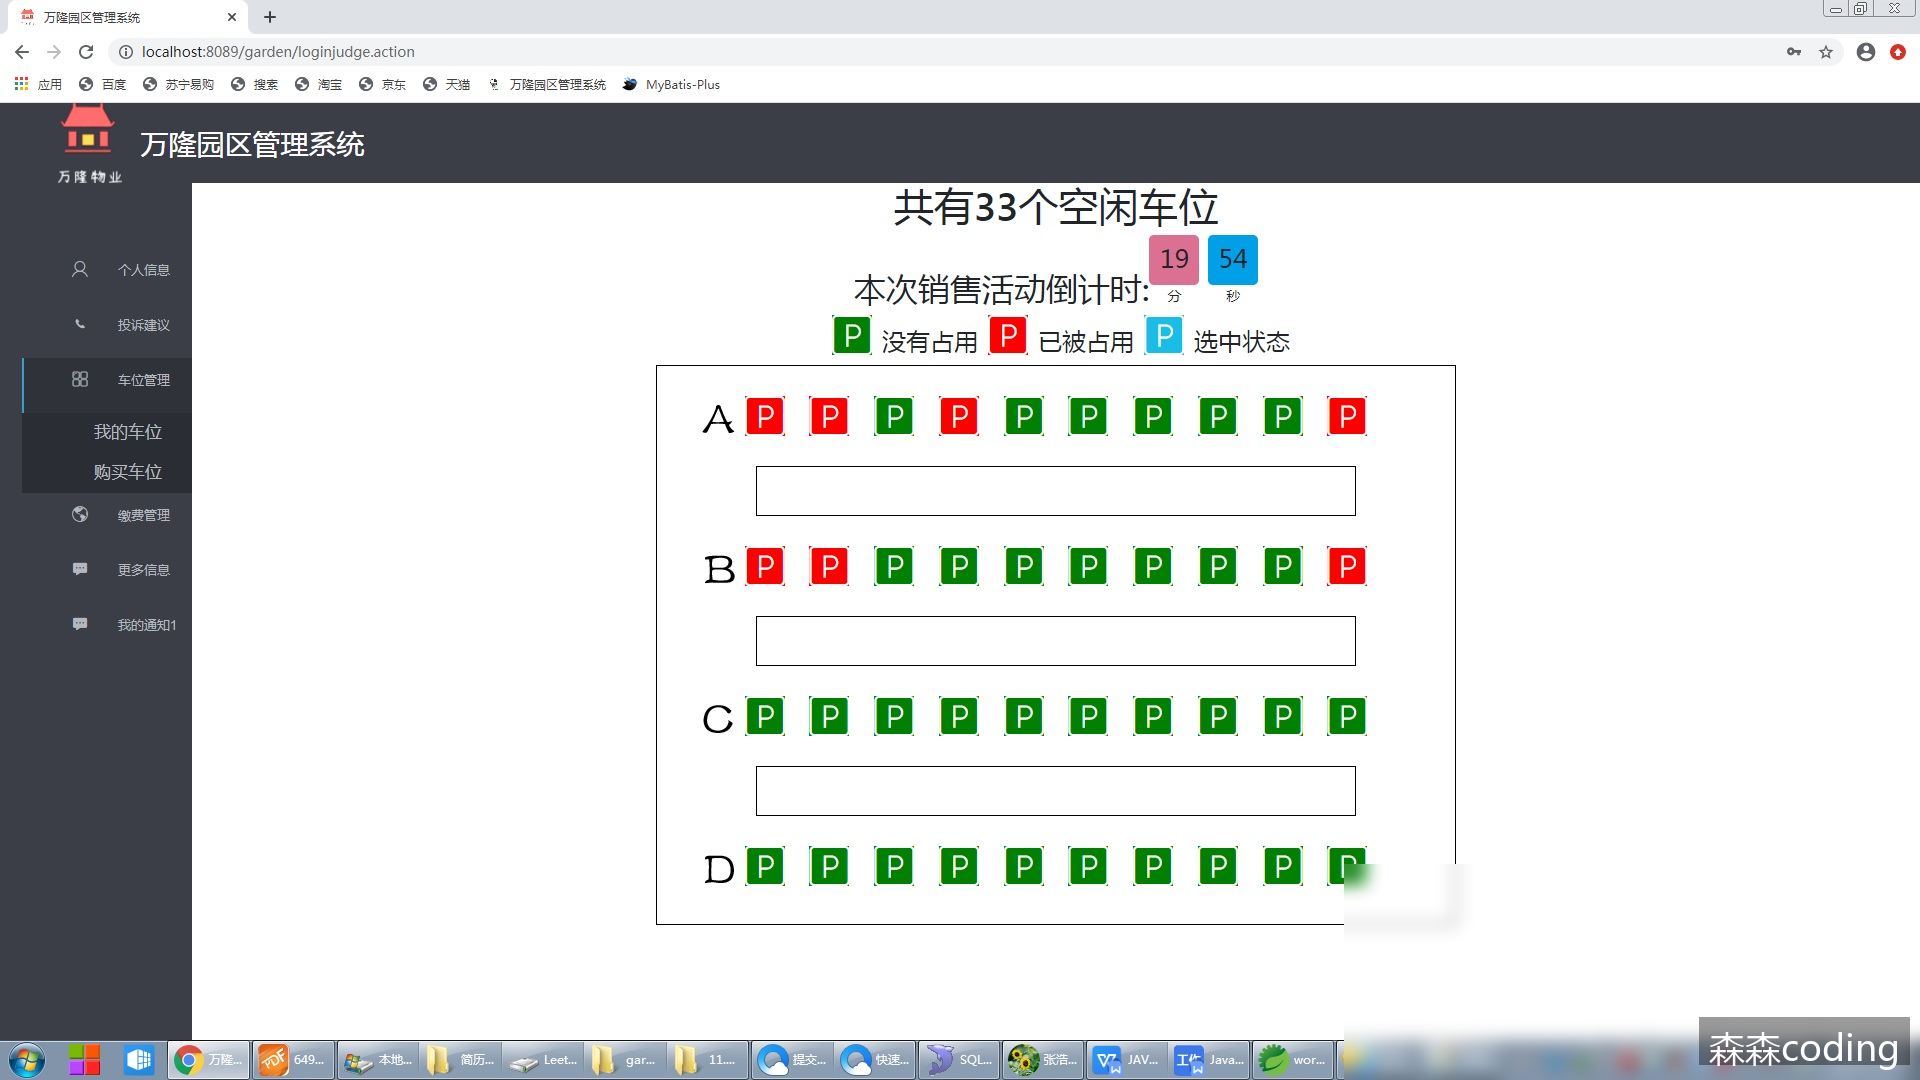 万隆园区管理系统
localhost:8089/garden/loginjudge.action
应用 百度 苏宁易购 搜索 淘宝 京东 天猫 万隆园区管理系统 MyBatis-Plus
万隆园区管理系统
万隆物业
共有33个空闲车位
19 54
本次销售活动倒计时: 分 秒
P 没有占用 P 已被占用 P 选中状态
个人信息
投诉建议
车位管理
我的车位
购买车位
缴费管理
更多信息
我的通知1
A P P P P P P P P P P
B P P P P P P P P P P
C P P P P P P P P P P
D P P P P P P P P P P
万隆... PDF 649... 本地... 简历... Leet... gar... 11.... 提交... 快速... SQL... 张浩... JAV... 工作 Java... wor...
森森coding